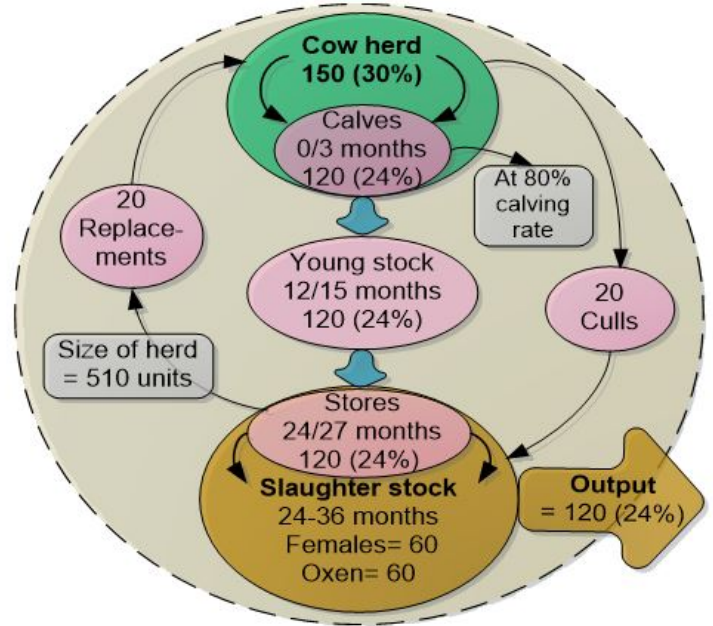 Cow herd
150 (30%)
Calves
0/3 months
120 (24%)
At 80%
calving
rate
20
Replace-
ments
Young stock
12/15 months
120 (24%)
20
Culls
Size of herd
= 510 units
Stores
24/27 months
120 (24%)
Slaughter stock
24-36 months
Females= 60
Oxen= 60
Output
= 120 (24%)